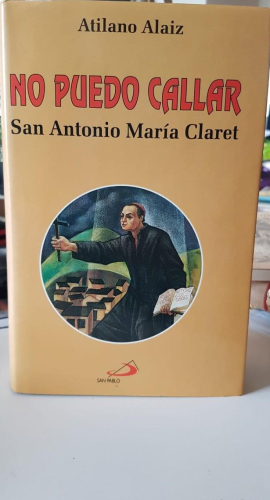 Atilano Alaiz
NO PUEDO CALLAR
San Antonio María Claret
SAN PABLO